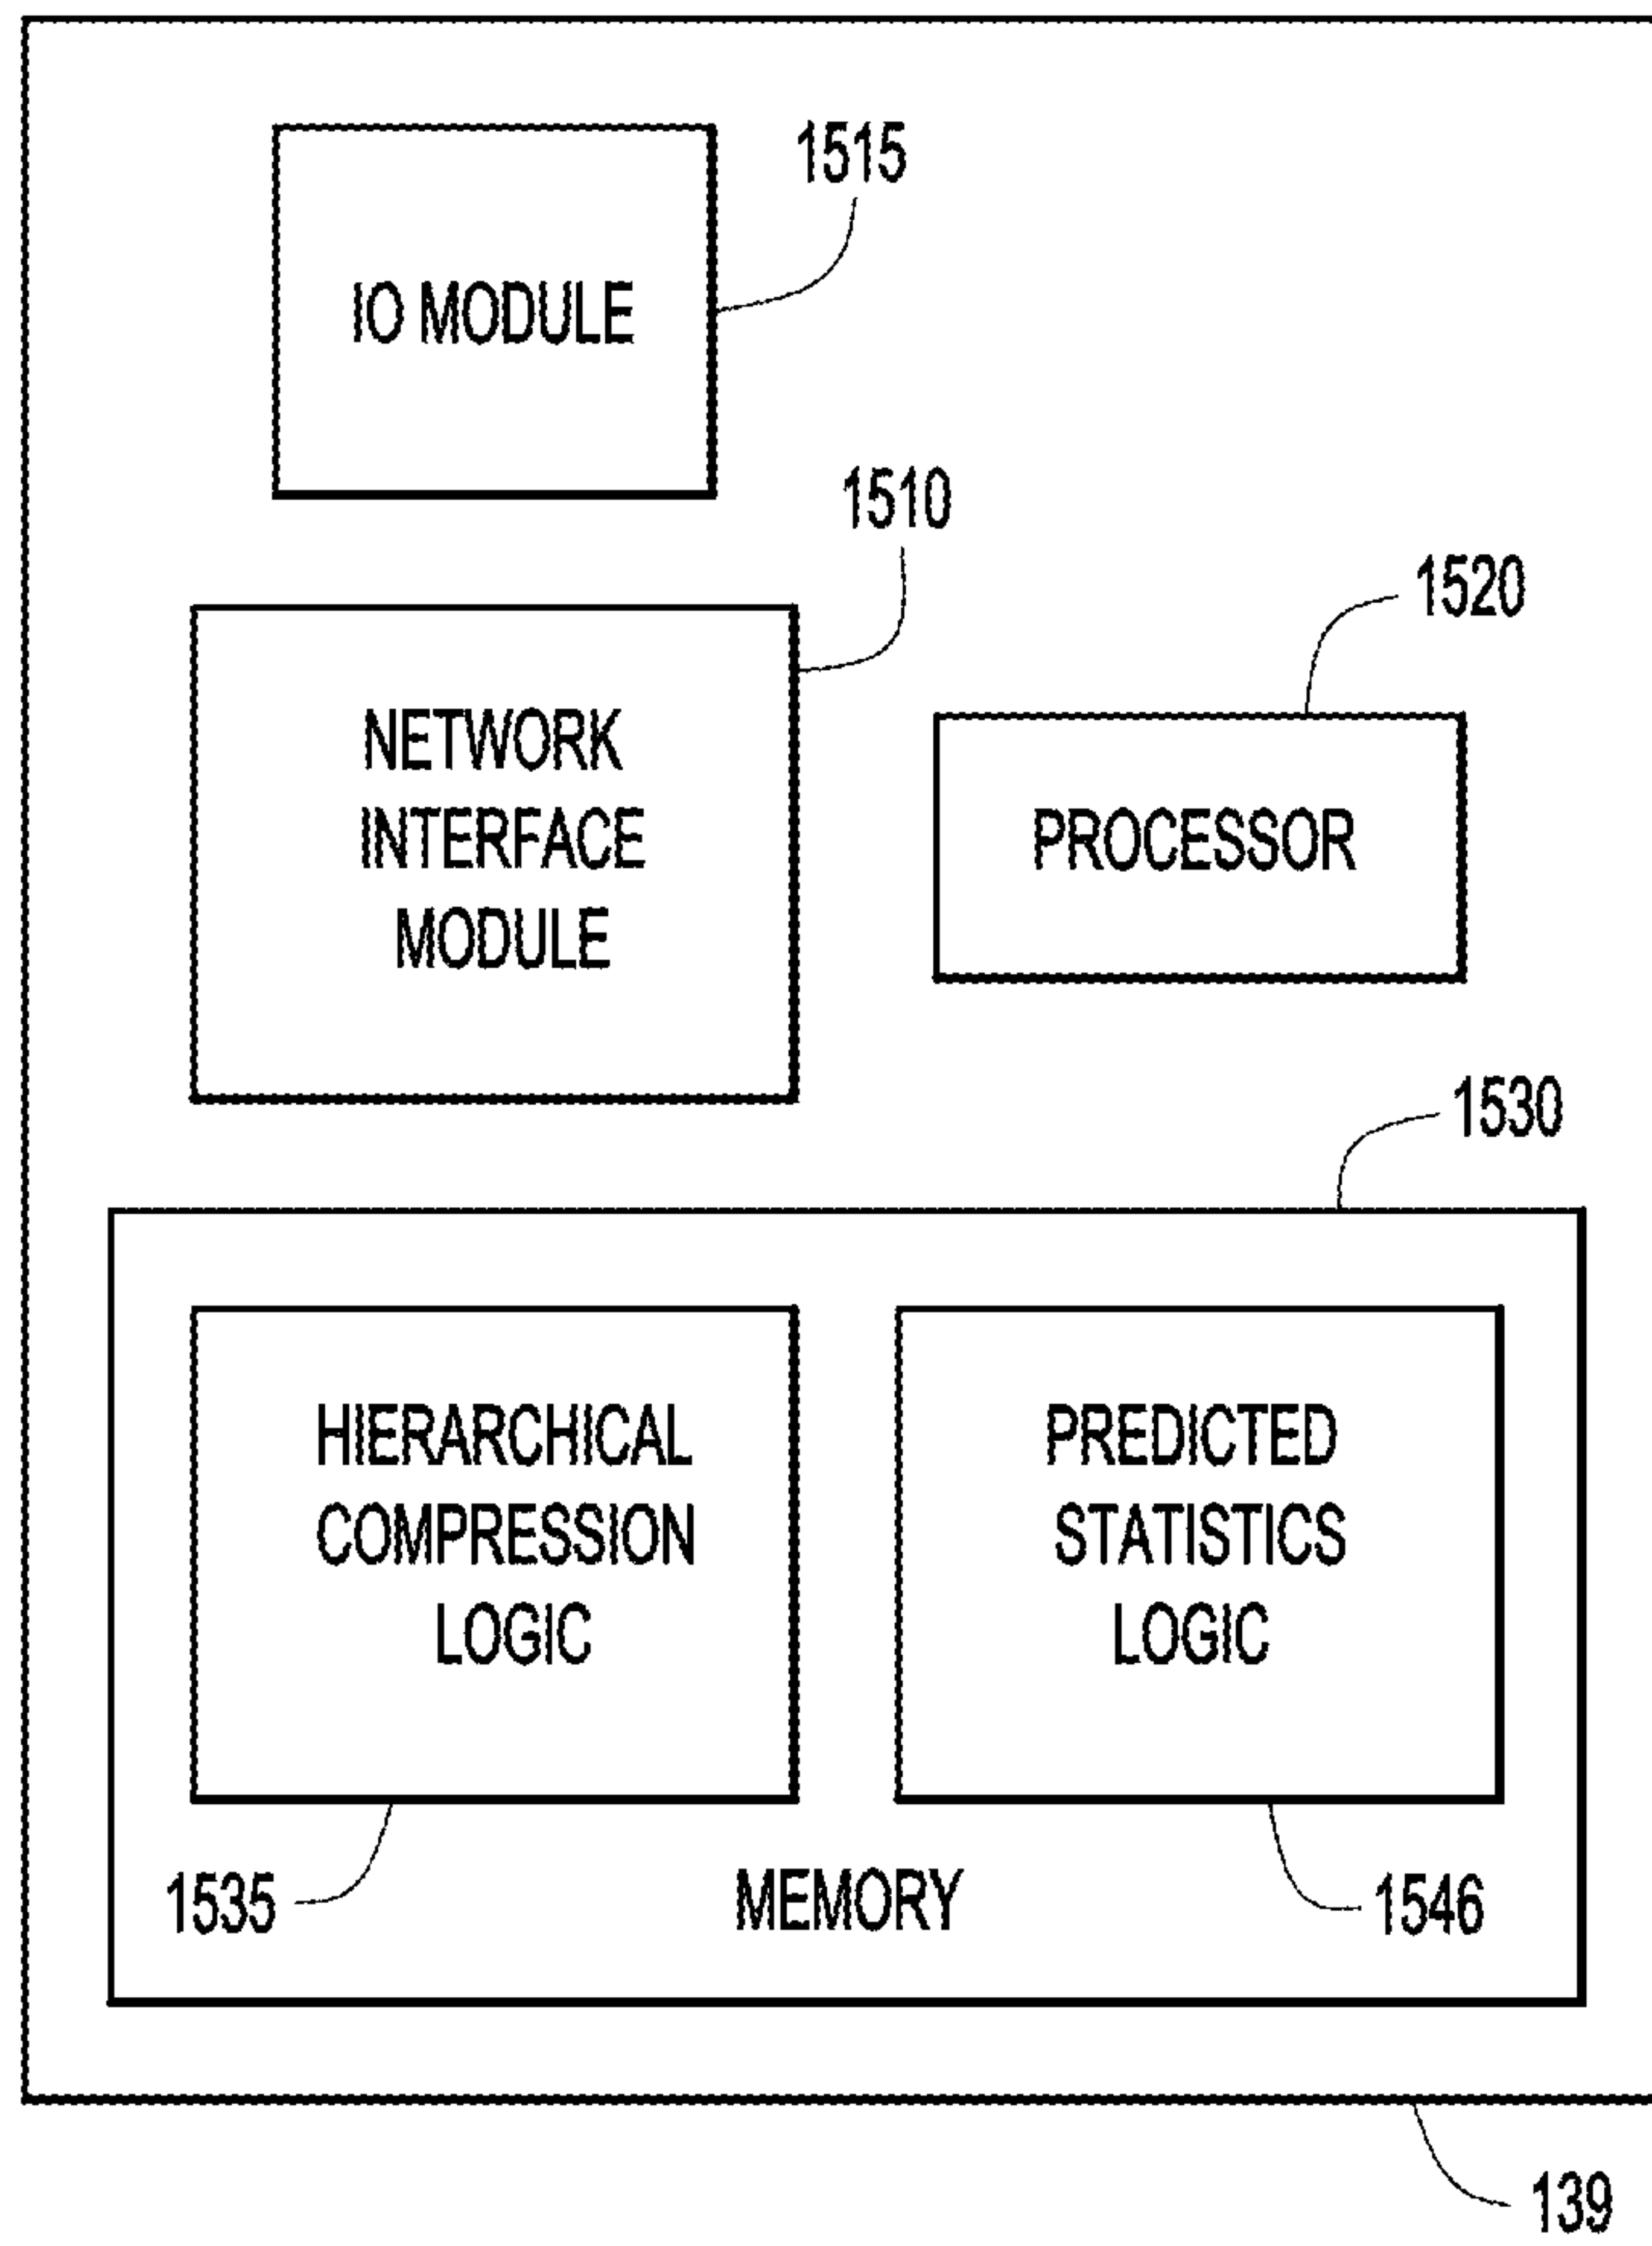 1515
IO MODULE
1510
1520
NETWORK
INTERFACE
MODULE
PROCESSOR
1530
HIERARCHICAL
COMPRESSION
LOGIC
PREDICTED
STATISTICS
LOGIC
1535
MEMORY
1546
139